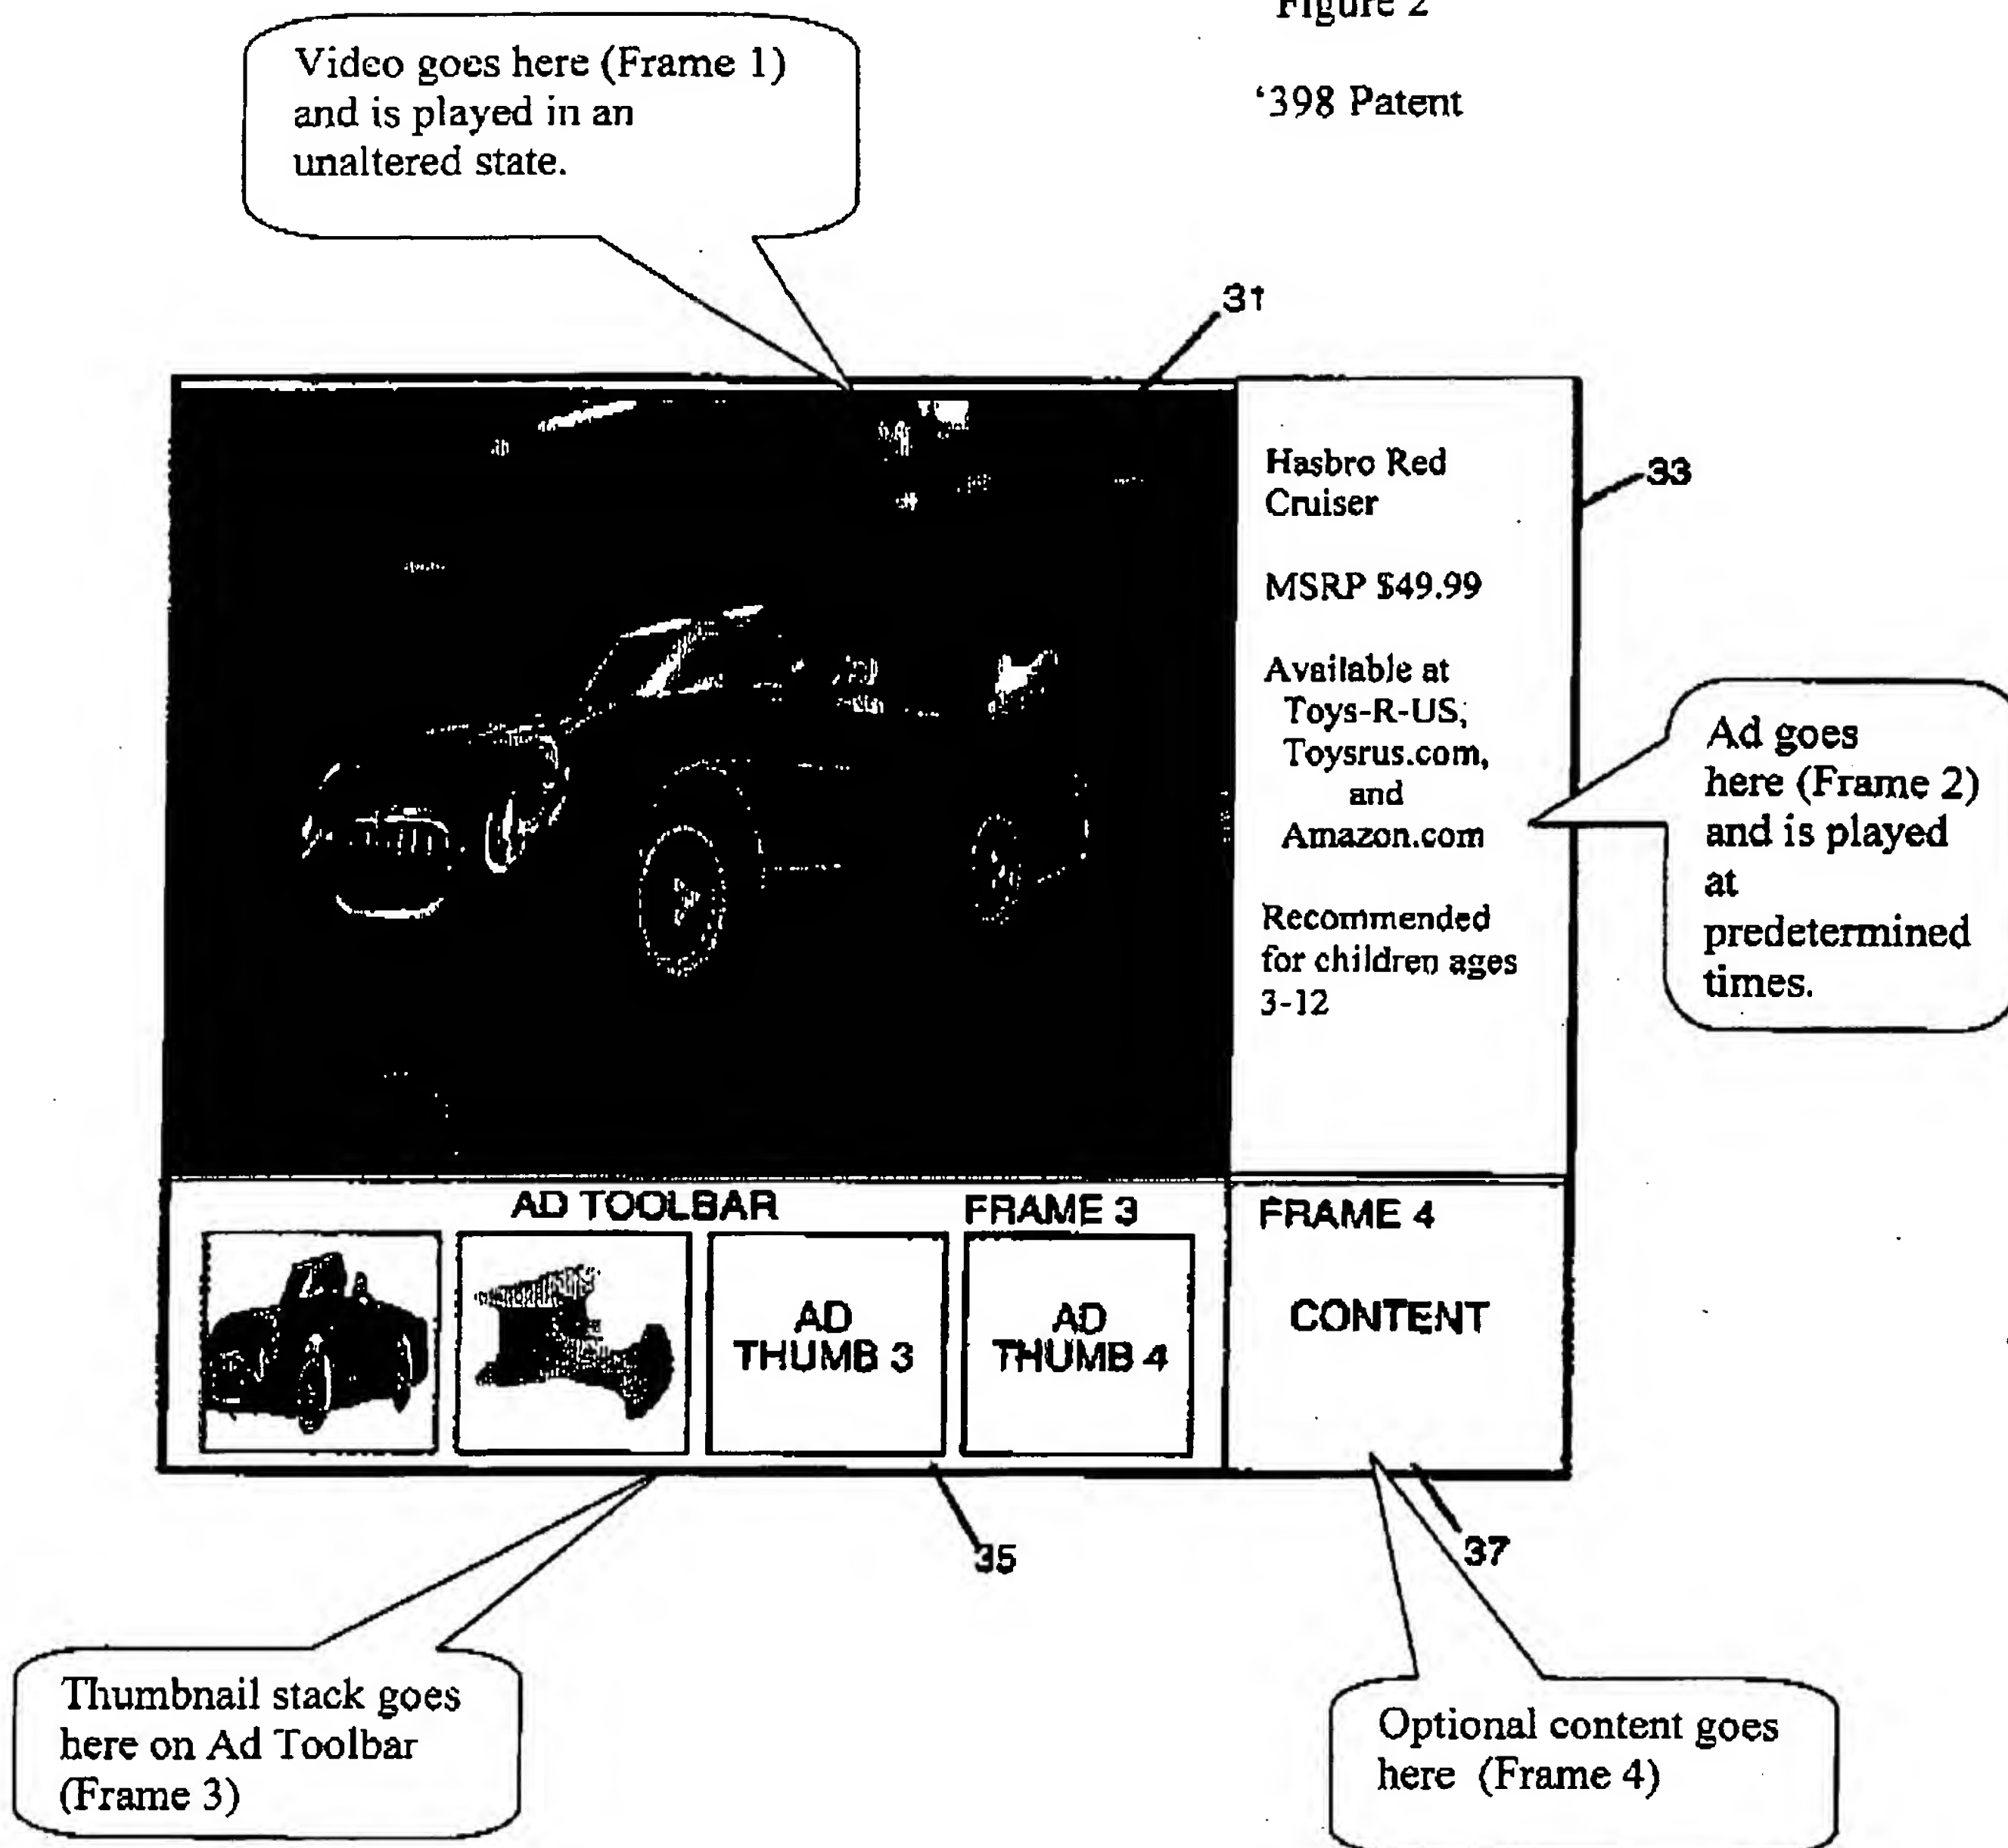 Figure 2
'398 Patent
Video goes here (Frame 1)
and is played in an
unaltered state.
31
33
Hasbro Red
Cruiser
MSRP $49.99
Available at
Toys-R-US,
Toysrus.com,
and
Amazon.com
Recommended
for children ages
3-12
Ad goes
here (Frame 2)
and is played
at
predetermined
times.
AD TOOLBAR
FRAME 3
FRAME 4
AD
THUMB 3
AD
THUMB 4
CONTENT
35
37
Thumbnail stack goes
here on Ad Toolbar
(Frame 3)
Optional content goes
here (Frame 4)